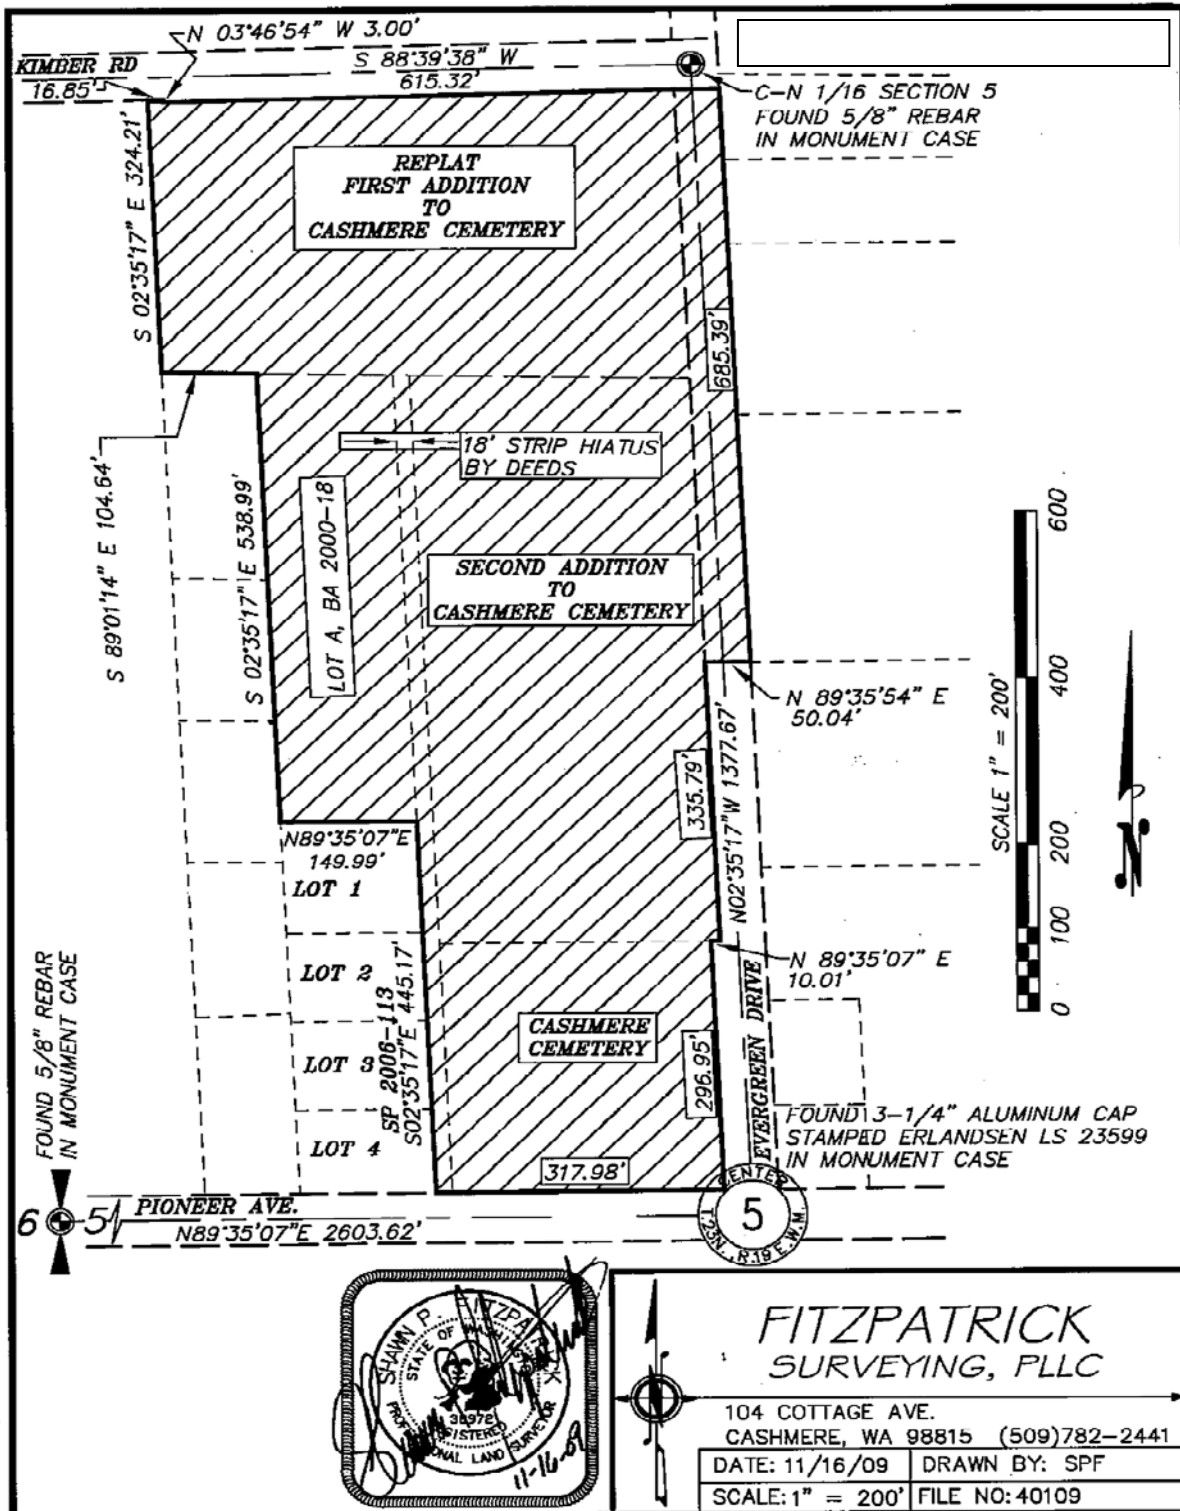 N 03°46'54" W 3.00'
S 88°39'38" W
615.32'
KIMBER RD
16.85'
C-N 1/16 SECTION 5
FOUND 5/8" REBAR
IN MONUMENT CASE
S 02°35'17" E 324.21'
REPLAT
FIRST ADDITION
TO
CASHMERE CEMETERY
685.39'
S 89°01'14" E 104.64'
18' STRIP HIATUS
BY DEEDS
S 02°35'17" E 538.99'
LOT A, BA 2000-18
SECOND ADDITION
TO
CASHMERE CEMETERY
N 89°35'54" E
50.04'
335.79'
N02°35'17"W 1377.67'
SCALE 1" = 200'
600
400
200
100
0
N
N89°35'07"E
149.99'
LOT 1
LOT 2
LOT 3
LOT 4
SP 2006-113
S02°35'17"E 445.17'
N 89°35'07" E
10.01'
CASHMERE
CEMETERY
296.95'
EVERGREEN DRIVE
FOUND 5/8" REBAR
IN MONUMENT CASE
FOUND 3-1/4" ALUMINUM CAP
STAMPED ERLANDSEN LS 23599
IN MONUMENT CASE
317.98'
6 5
PIONEER AVE.
N89°35'07"E 2603.62'
CENTER
5
T.23N. R.19 E.W.M.
SHAWN P. FITZPATRICK
STATE OF WASHINGTON
38972
REGISTERED
PROFESSIONAL LAND SURVEYOR
11-16-09
FITZPATRICK
SURVEYING, PLLC
104 COTTAGE AVE.
CASHMERE, WA 98815 (509)782-2441
DATE: 11/16/09 DRAWN BY: SPF
SCALE: 1" = 200' FILE NO: 40109